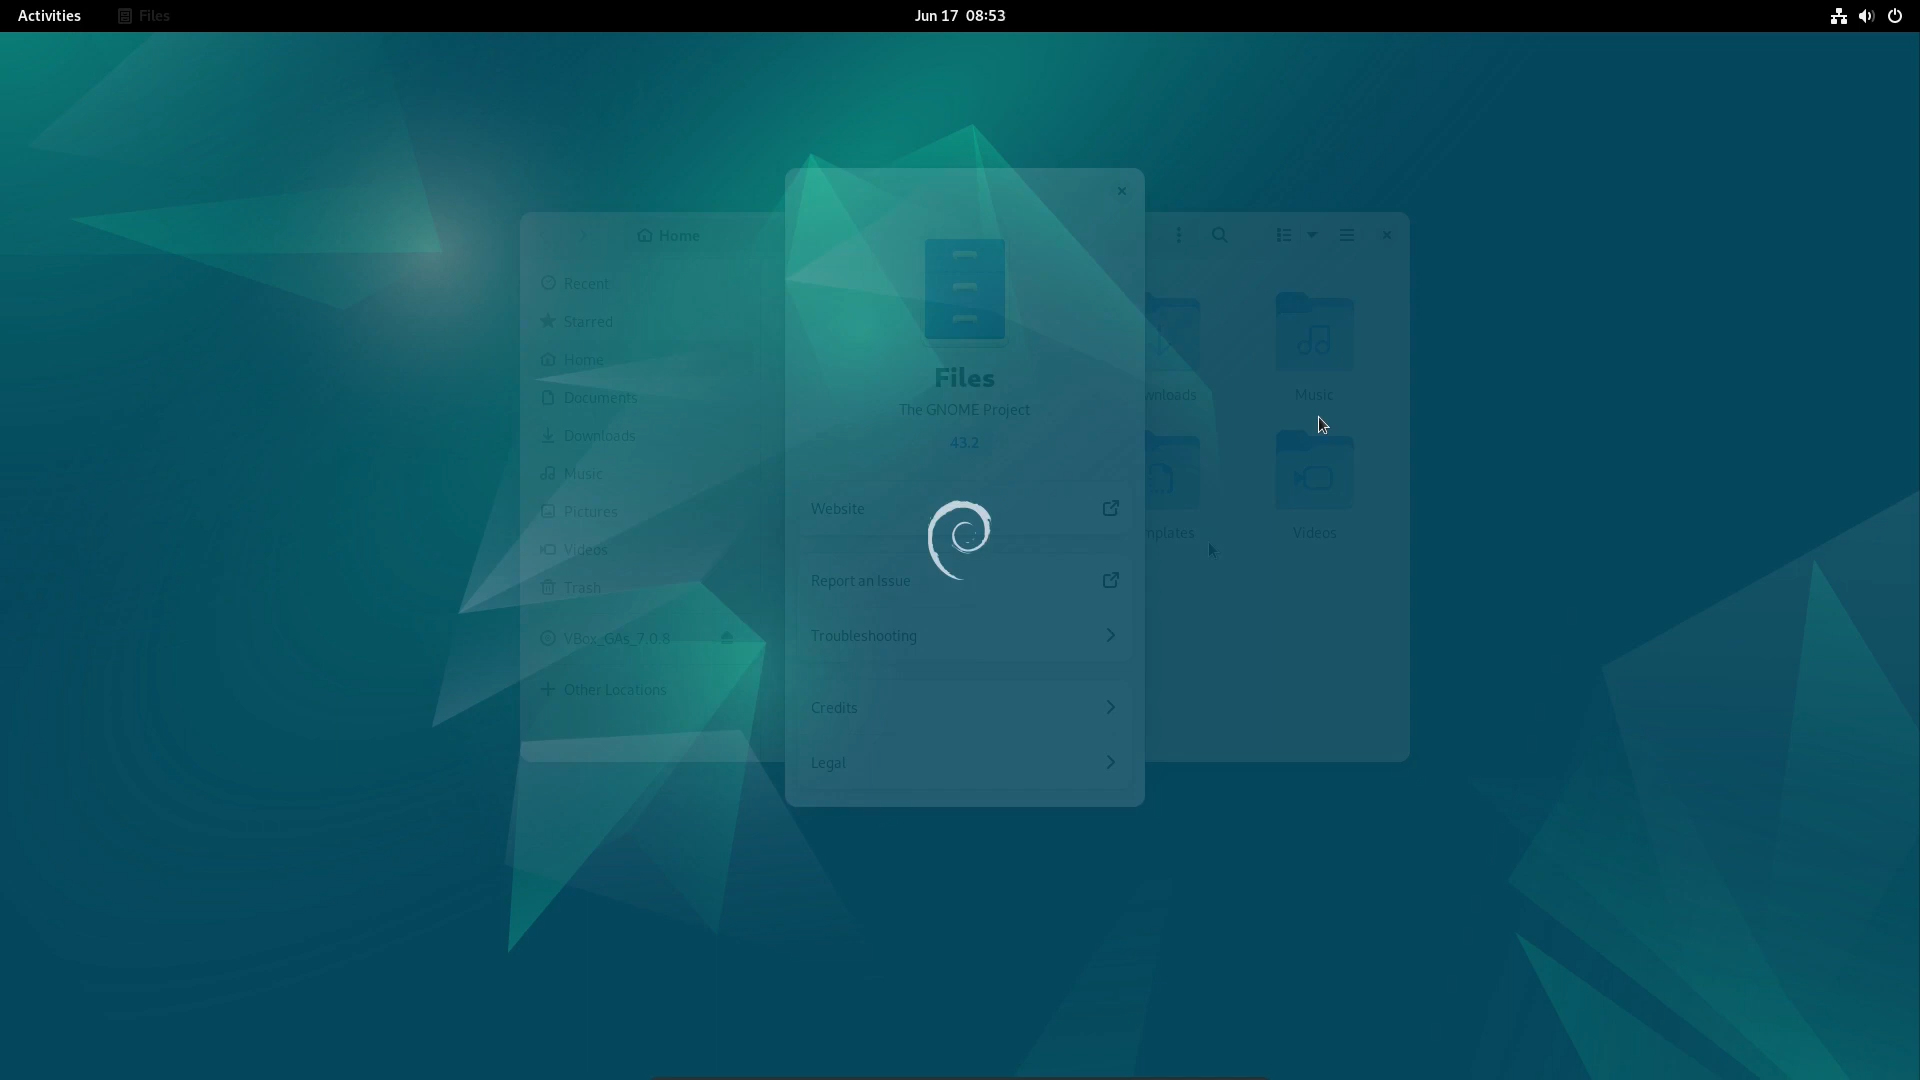 Activities
Files
Jun 17 08:53
Home
Recent
Starred
Home
Documents
Downloads
Music
Pictures
Videos
Trash
VBox_GAs_7.0.8
Other Locations
Files
The GNOME Project
43.2
Website
Report an Issue
Troubleshooting
Credits
Legal
wnloads
Music
nplates
Videos